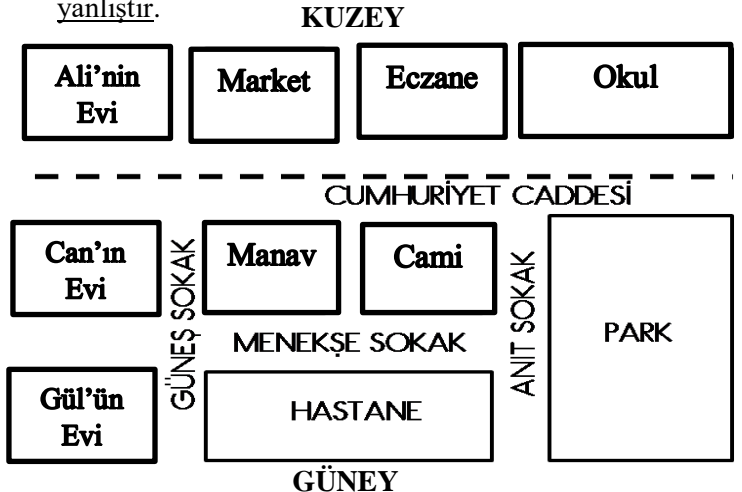 yanlıştır.
KUZEY
Ali’nin
Evi
Market
Eczane
Okul
CUMHURİYET CADDESİ
Can’ın
Evi
GÜNEŞ SOKAK
Manav
Cami
ANIT SOKAK
PARK
MENEKŞE SOKAK
Gül’ün
Evi
HASTANE
GÜNEY